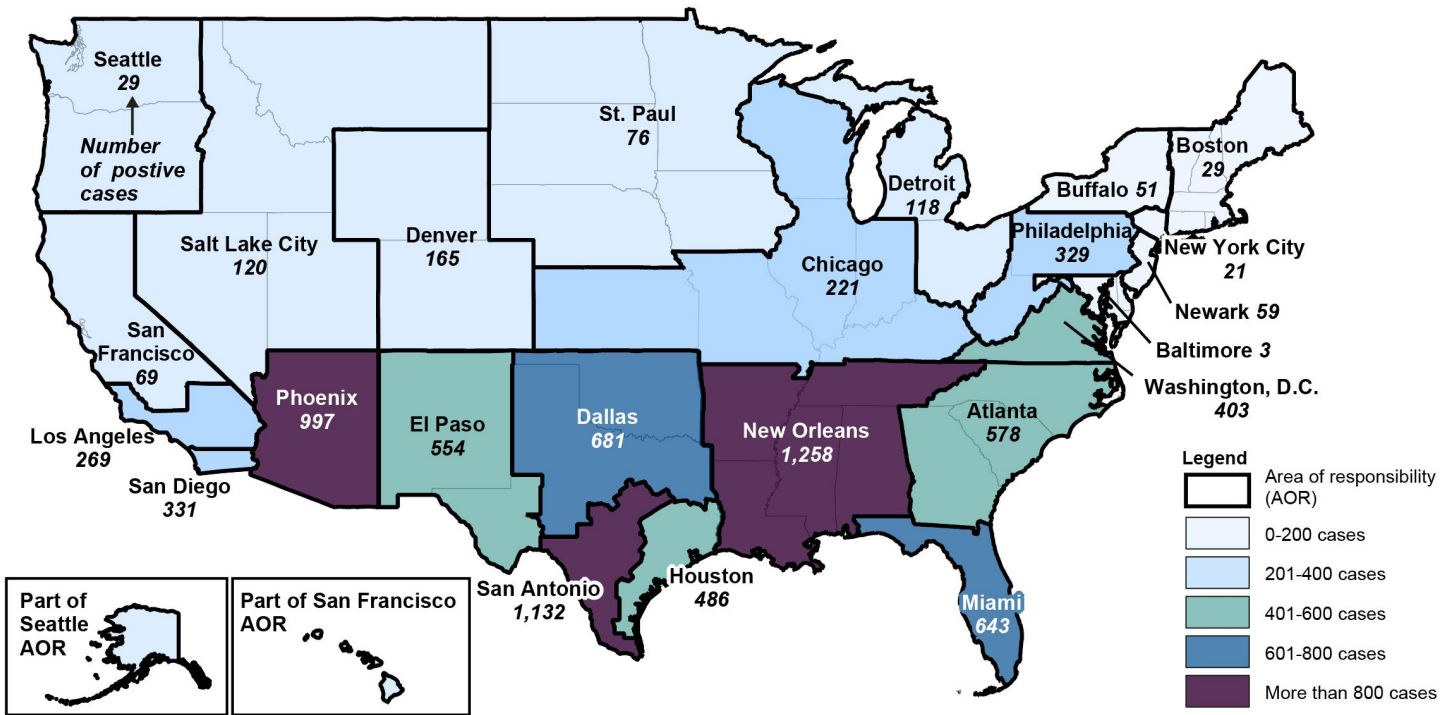 Seattle
29
Number
of postive
cases
St. Paul
76
Boston
29
Detroit
118
Buffalo 51
Salt Lake City
120
Denver
165
Philadelphia
329
New York City
21
Chicago
221
Newark 59
San
Francisco
69
Baltimore 3
Washington, D.C.
403
Phoenix
997
El Paso
554
Dallas
681
New Orleans
1,258
Atlanta
578
Los Angeles
269
San Diego
331
San Antonio
1,132
Houston
486
Miami
643
Part of
Seattle
AOR
Part of San Francisco
AOR
Legend
Area of responsibility
(AOR)
0-200 cases
201-400 cases
401-600 cases
601-800 cases
More than 800 cases